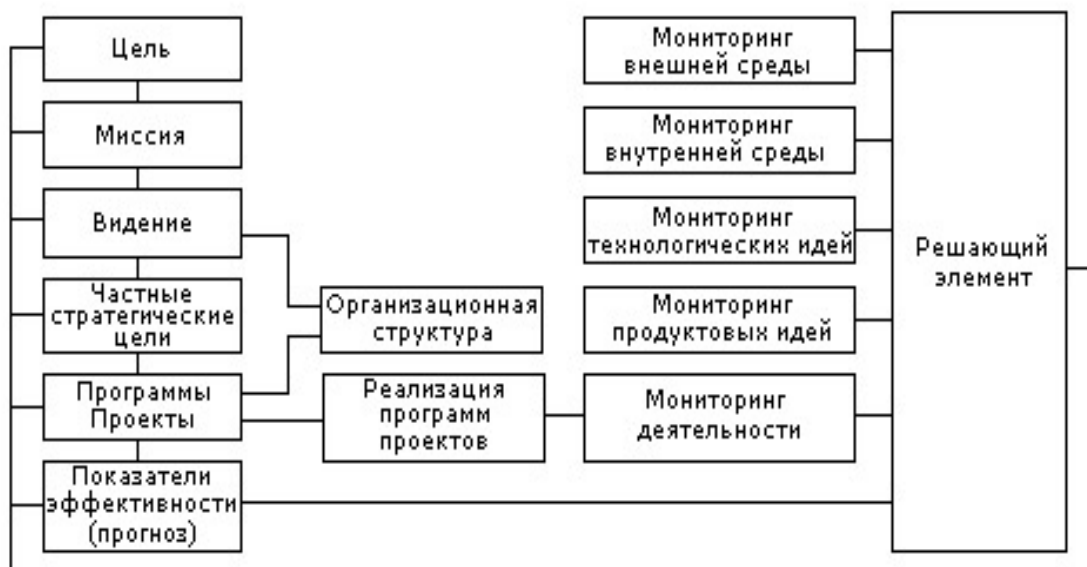 Цель
Миссия
Видение
Частные
стратегические
цели
Программы
Проекты
Показатели
эффективности
(прогноз)
Организационная
структура
Реализация
программ
проектов
Мониторинг
внешней среды
Мониторинг
внутренней среды
Мониторинг
технологических идей
Мониторинг
продуктовых идей
Мониторинг
деятельности
Решающий
элемент